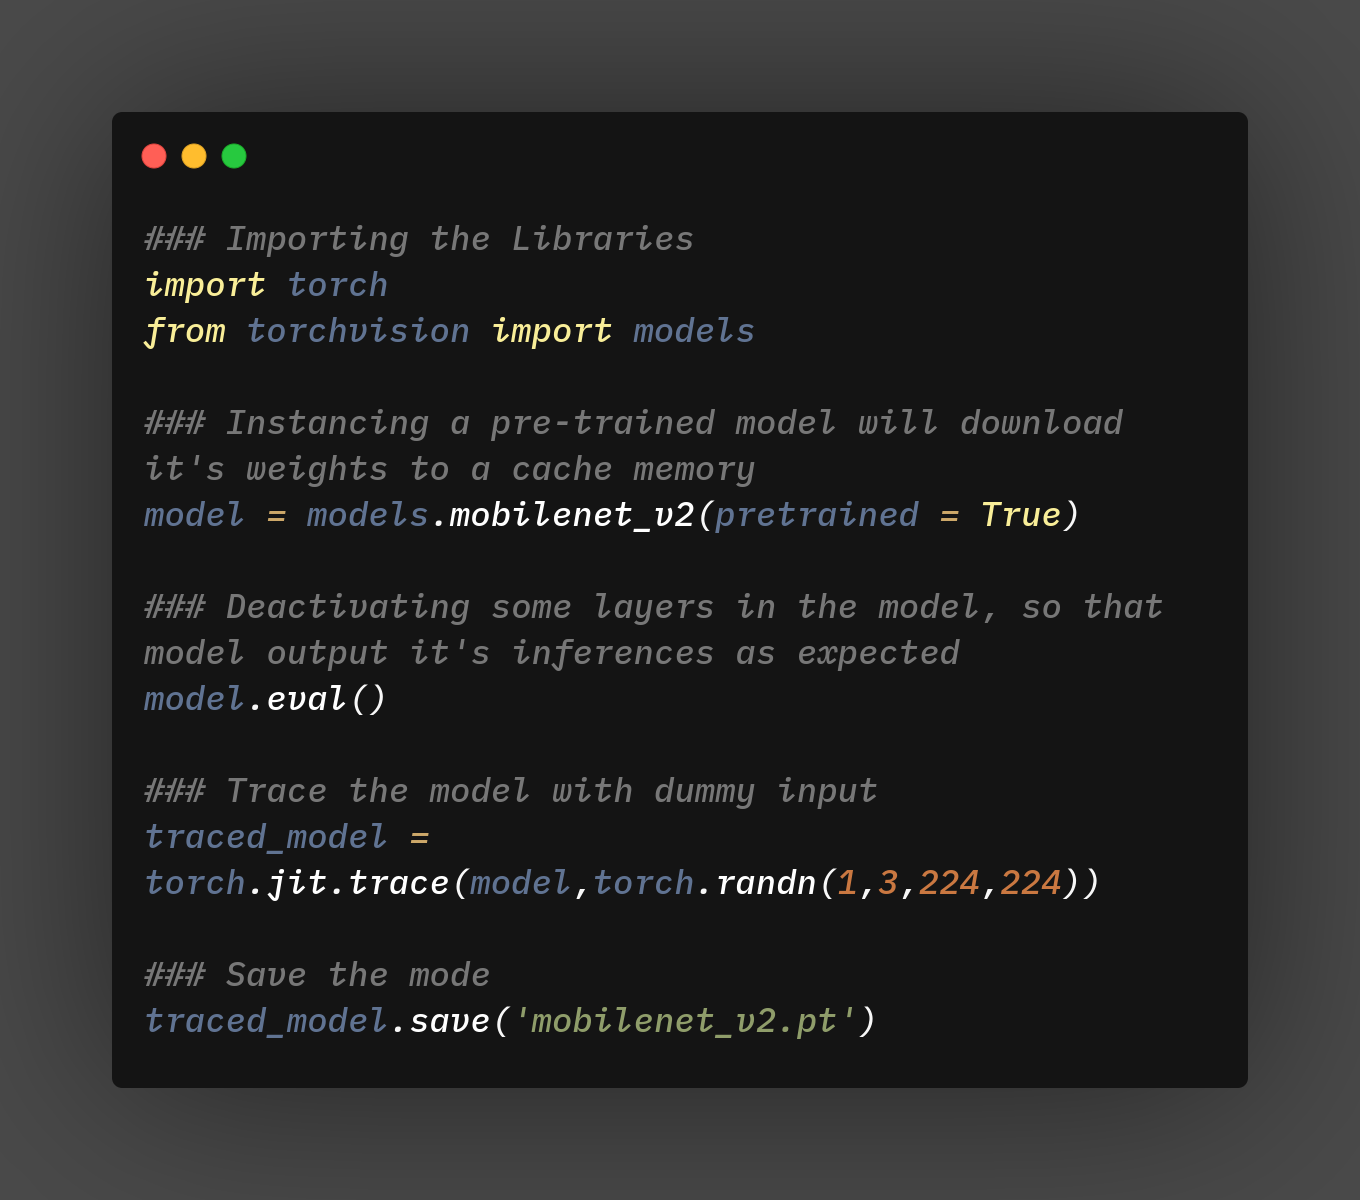 ### Importing the Libraries
import torch
from torchvision import models
### Instancing a pre-trained model will download
it's weights to a cache memory
model = models.mobilenet_v2(pretrained = True)
### Deactivating some layers in the model, so that
model output it's inferences as expected
model.eval()
### Trace the model with dummy input
traced_model =
torch.jit.trace(model,torch.randn(1,3,224,224))
### Save the mode
traced_model.save('mobilenet_v2.pt')